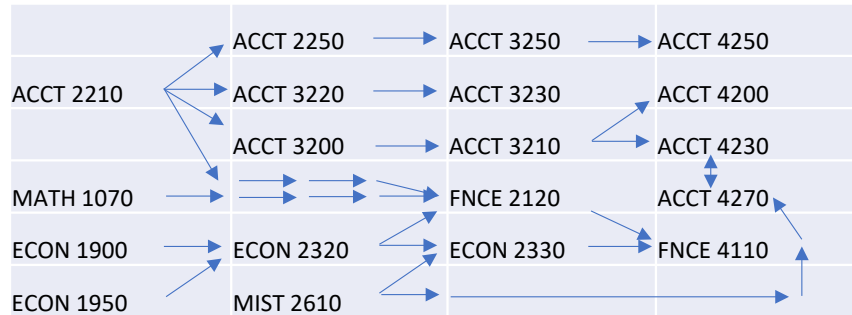 ACCT 2250 ACCT 3250 ACCT 4250
ACCT 2210 ACCT 3220 ACCT 3230 ACCT 4200
ACCT 3200 ACCT 3210 ACCT 4230
MATH 1070 FNCE 2120 ACCT 4270
ECON 1900 ECON 2320 ECON 2330 FNCE 4110
ECON 1950 MIST 2610